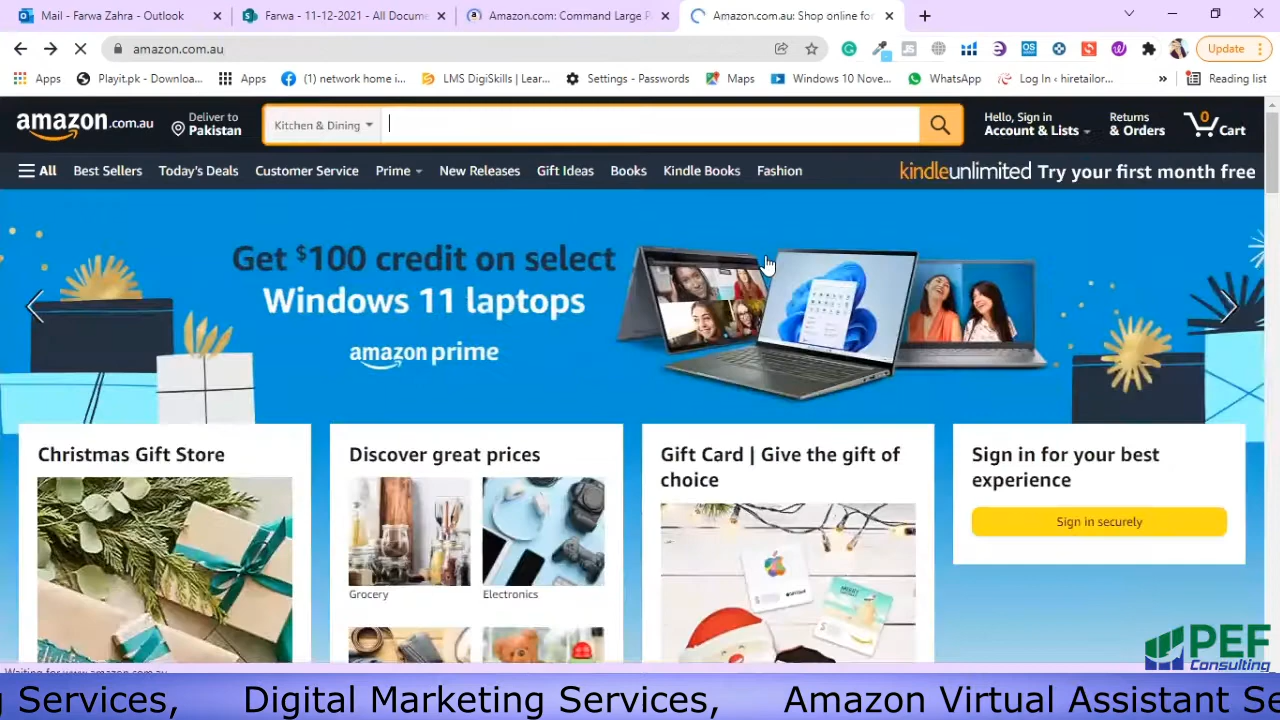 Mail - Farwa Zahra - Outlook
Farwa - 11-12-2021 - All Docume
Amazon.com: Command Large P
Amazon.com.au: Shop online for
amazon.com.au
Update
Apps
Playit.pk - Downloa...
Apps
(1) network home i...
LMS DigiSkills | Lear...
Settings - Passwords
Maps
Windows 10 Nove...
WhatsApp
Log In ‹ hiretailor...
»
Reading list
amazon.com.au
Deliver to
Pakistan
Kitchen & Dining
Hello, Sign in
Account & Lists
Returns
& Orders
0
Cart
All
Best Sellers
Today's Deals
Customer Service
Prime
New Releases
Gift Ideas
Books
Kindle Books
Fashion
kindleunlimited Try your first month free
Get $100 credit on select
Windows 11 laptops
amazon prime
Christmas Gift Store
Discover great prices
Grocery
Electronics
Gift Card | Give the gift of
choice
Sign in for your best
experience
Sign in securely
PEF
Consulting
g Services, Digital Marketing Services, Amazon Virtual Assistant Se